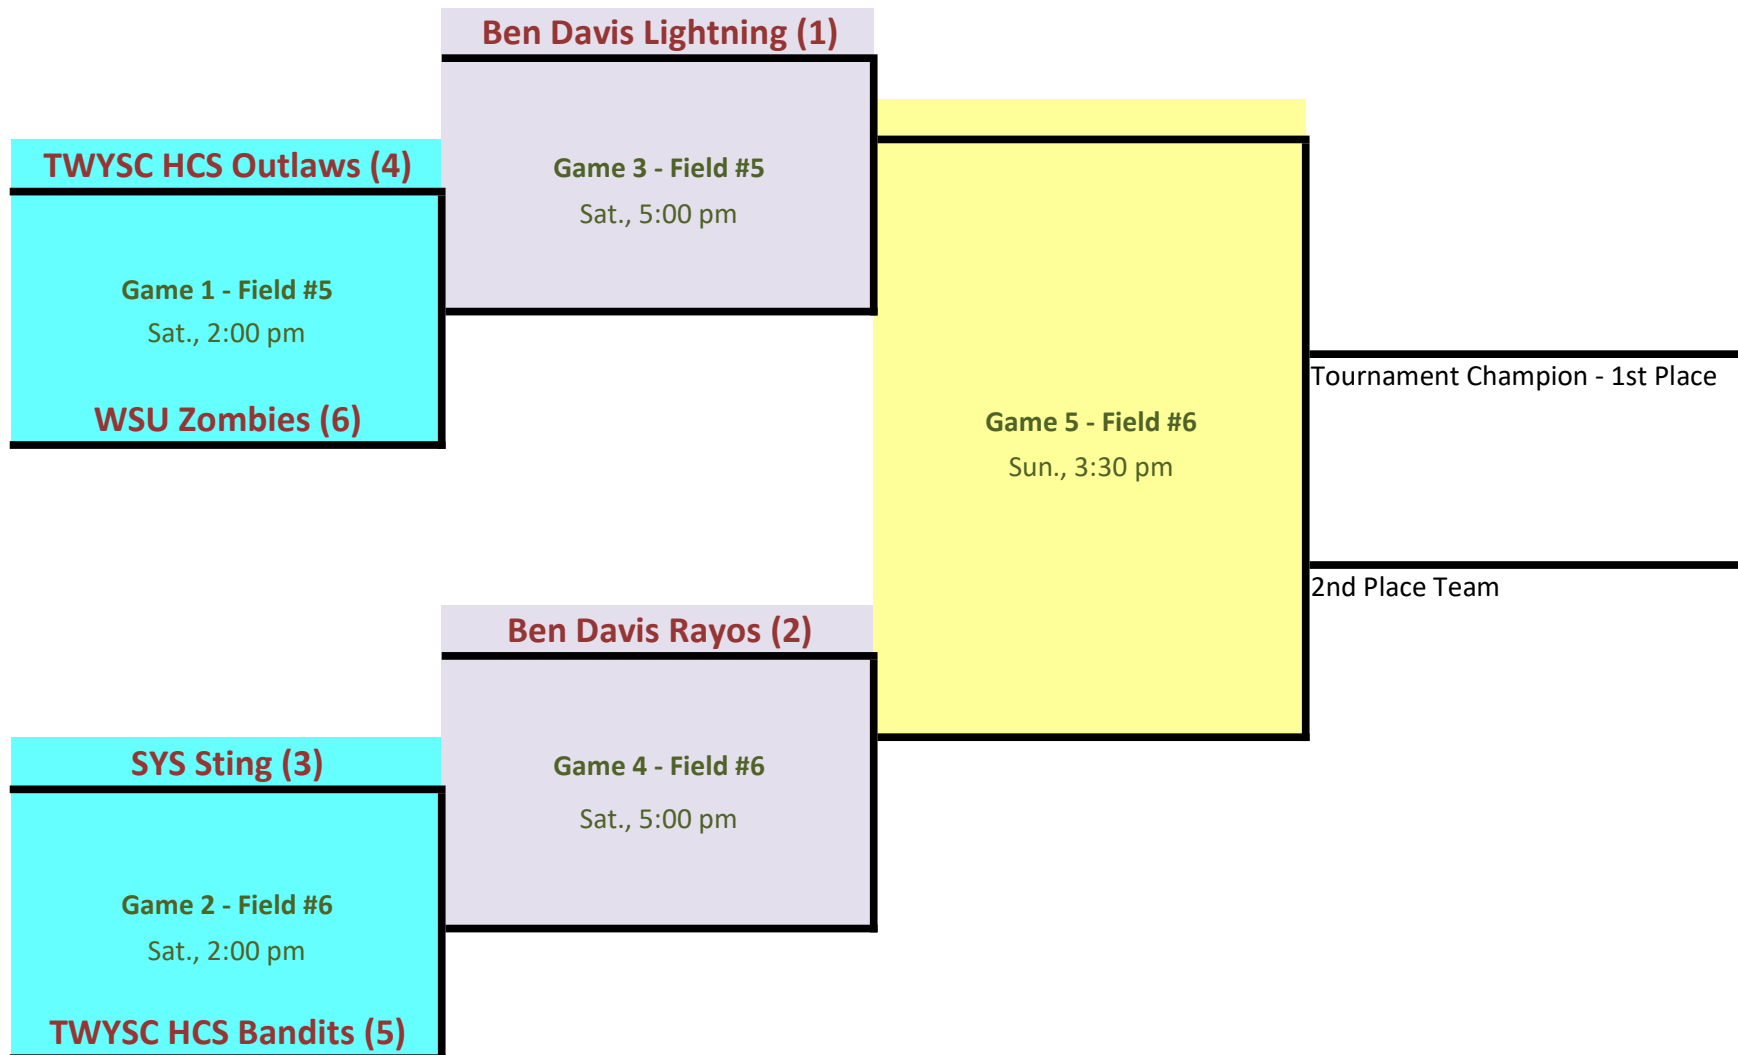 Ben Davis Lightning (1)
TWYSC HCS Outlaws (4)
Game 3 - Field #5
Sat., 5:00 pm
Game 1 - Field #5
Sat., 2:00 pm
WSU Zombies (6)
Tournament Champion - 1st Place
Game 5 - Field #6
Sun., 3:30 pm
2nd Place Team
Ben Davis Rayos (2)
SYS Sting (3)
Game 4 - Field #6
Sat., 5:00 pm
Game 2 - Field #6
Sat., 2:00 pm
TWYSC HCS Bandits (5)